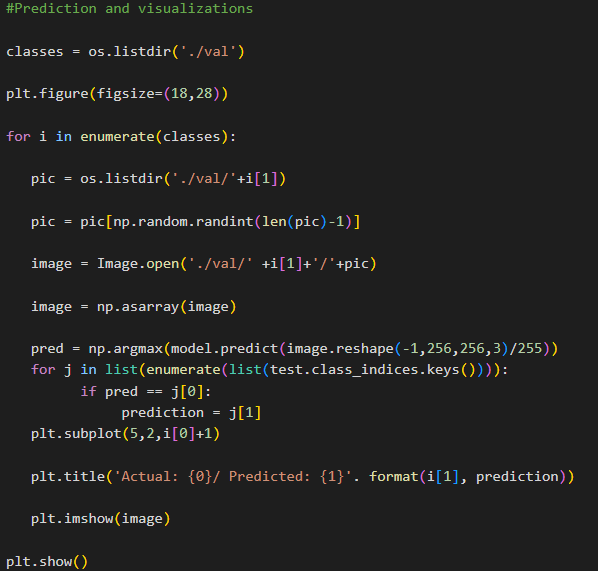 #Prediction and visualizations
classes = os.listdir('./val')
plt.figure(figsize=(18,28))
for i in enumerate(classes):
pic = os.listdir('./val/'+i[1])
pic = pic[np.random.randint(len(pic)-1)]
image = Image.open('./val/' +i[1]+'/'+pic)
image = np.asarray(image)
pred = np.argmax(model.predict(image.reshape(-1,256,256,3)/255))
for j in list(enumerate(list(test.class_indices.keys()))):
if pred == j[0]:
prediction = j[1]
plt.subplot(5,2,i[0]+1)
plt.title('Actual: {0}/ Predicted: {1}'. format(i[1], prediction))
plt.imshow(image)
plt.show()